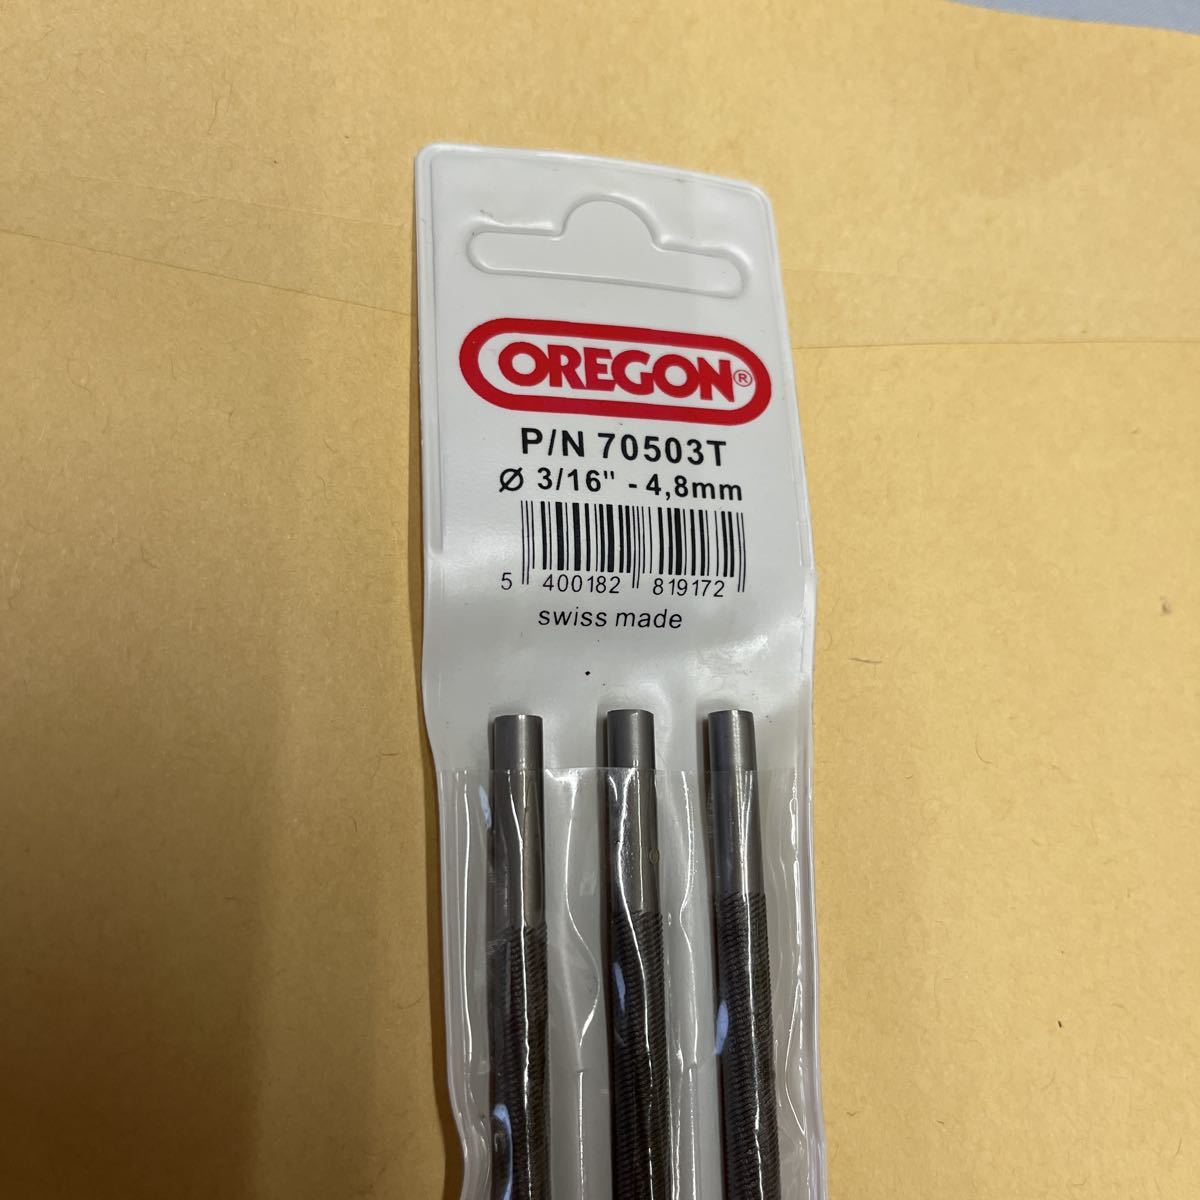 OREGON®
P/N 70503T
Ø 3/16" - 4,8mm
5 400182 819172
swiss made